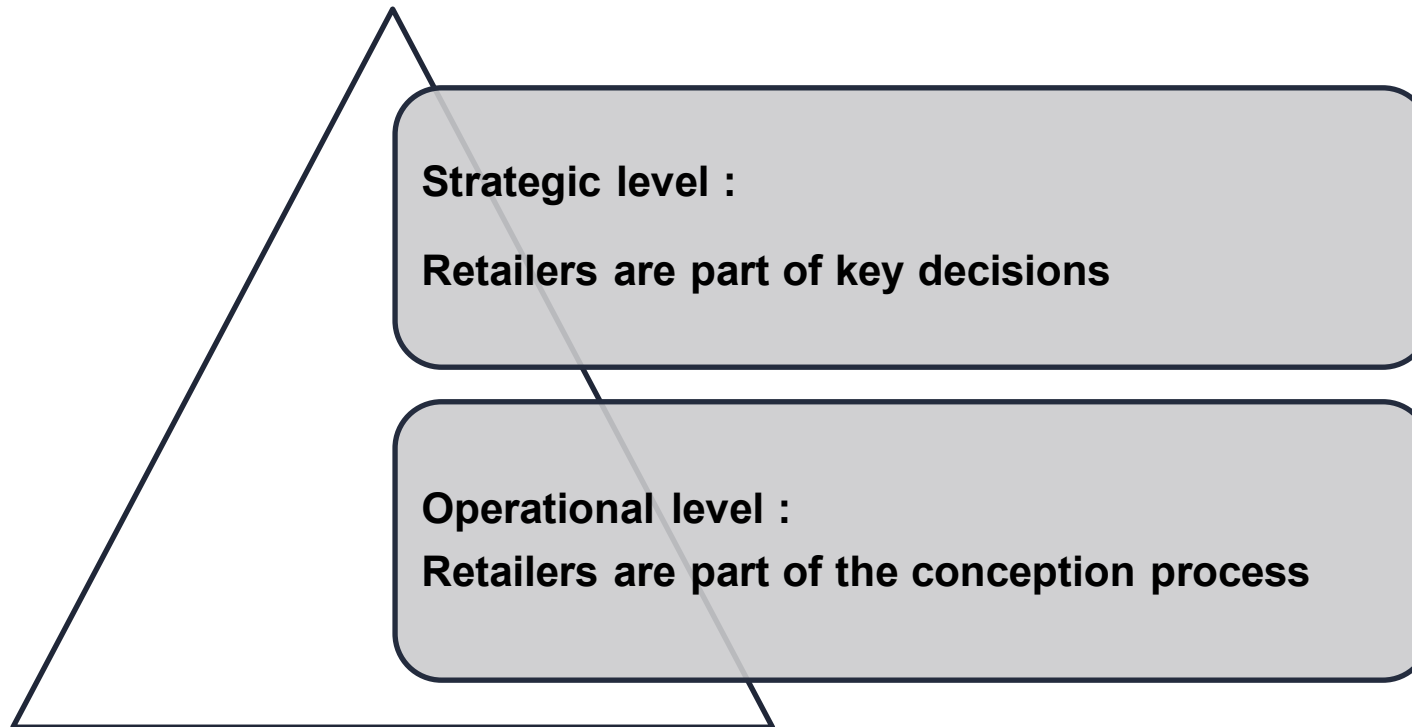 Strategic level :
Retailers are part of key decisions
Operational level :
Retailers are part of the conception process